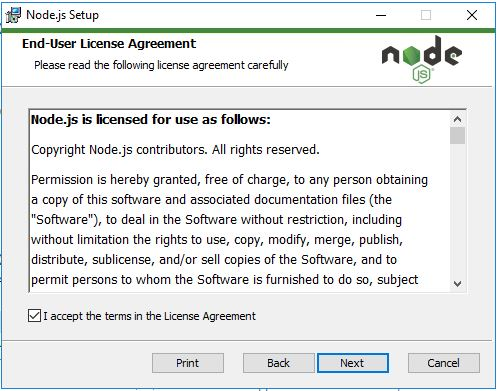 Node.js Setup
End-User License Agreement
Please read the following license agreement carefully
node
JS
Node.js is licensed for use as follows:
Copyright Node.js contributors. All rights reserved.
Permission is hereby granted, free of charge, to any person obtaining
a copy of this software and associated documentation files (the
"Software"), to deal in the Software without restriction, including
without limitation the rights to use, copy, modify, merge, publish,
distribute, sublicense, and/or sell copies of the Software, and to
permit persons to whom the Software is furnished to do so, subject
I accept the terms in the License Agreement
Print
Back
Next
Cancel